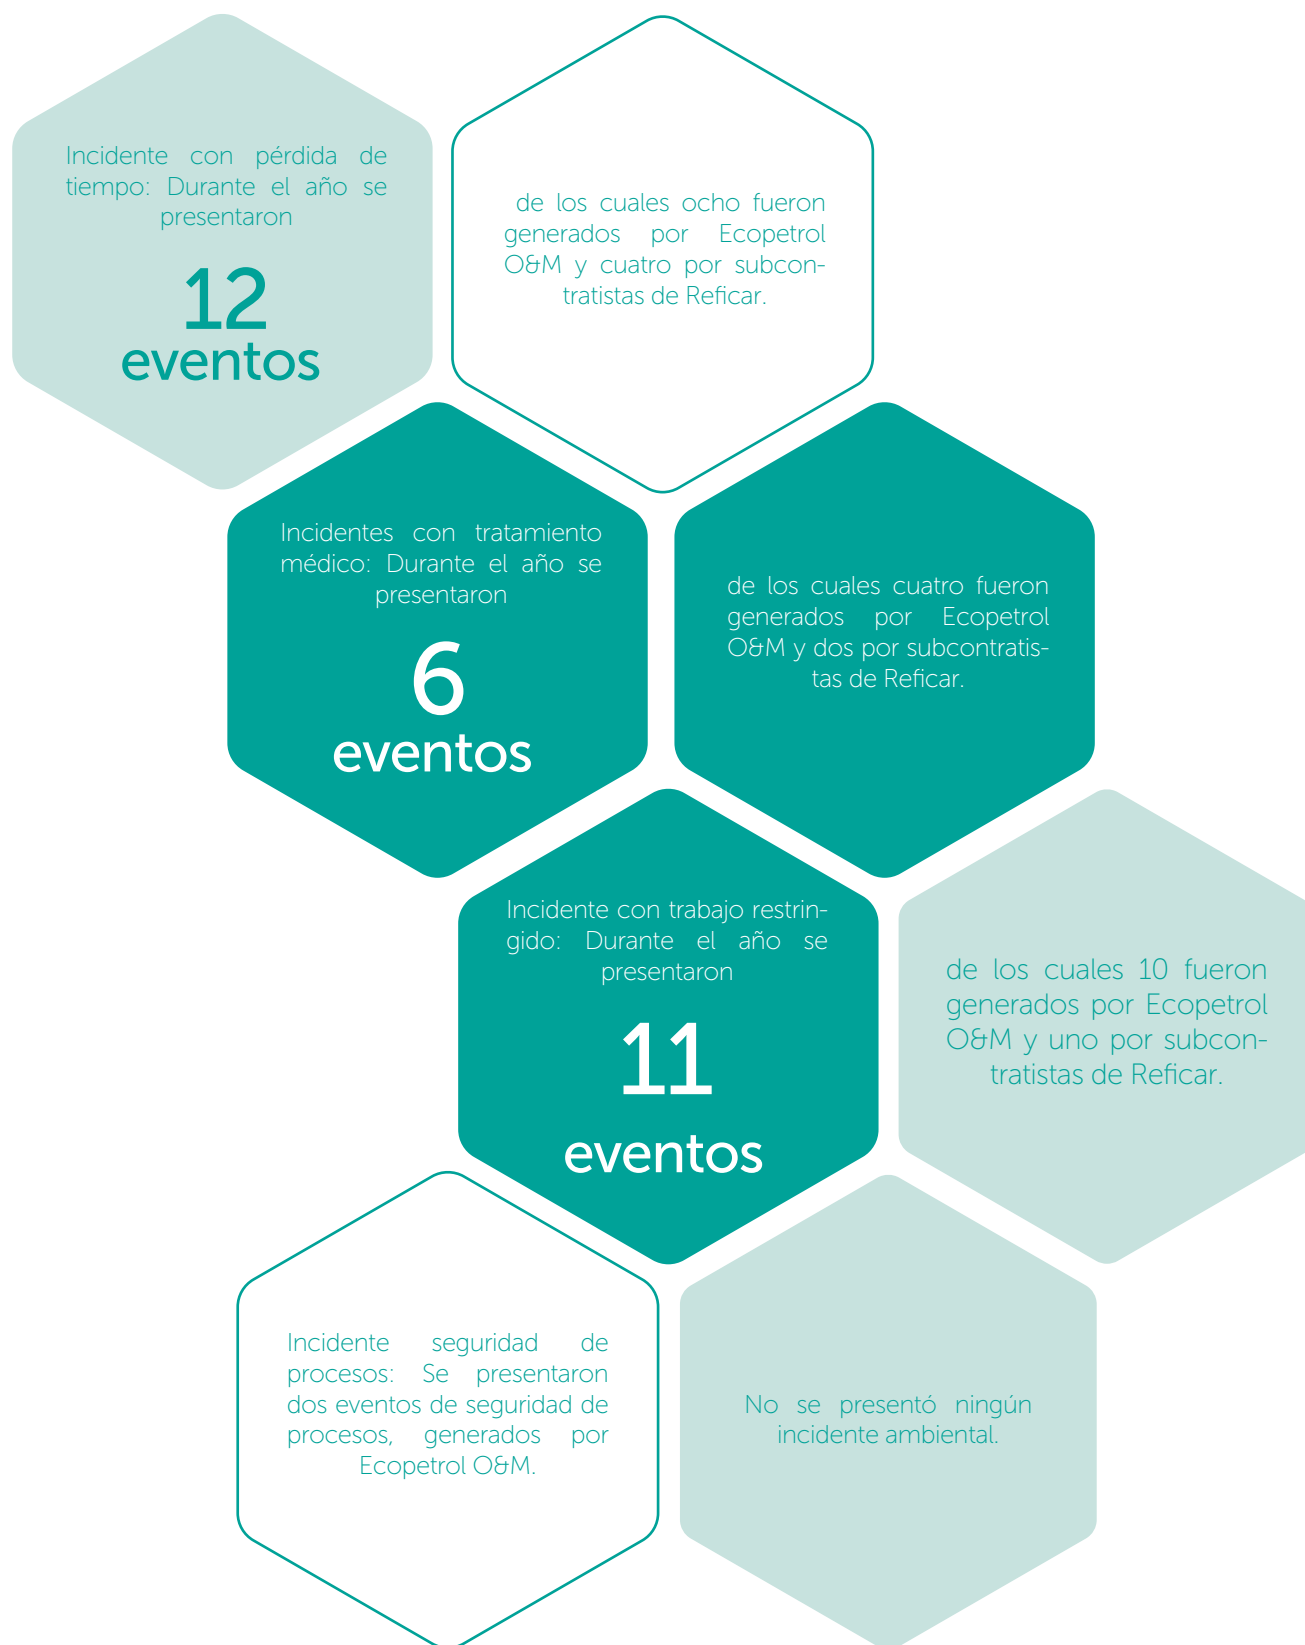 Incidente con pérdida de
tiempo: Durante el año se
presentaron
12
eventos
de los cuales ocho fueron
generados por Ecopetrol
O&M y cuatro por subcon-
tratistas de Reficar.
Incidentes con tratamiento
médico: Durante el año se
presentaron
6
eventos
de los cuales cuatro fueron
generados por Ecopetrol
O&M y dos por subcontratis-
tas de Reficar.
Incidente con trabajo restrin-
gido: Durante el año se
presentaron
11
eventos
de los cuales 10 fueron
generados por Ecopetrol
O&M y uno por subcon-
tratistas de Reficar.
Incidente seguridad de
procesos: Se presentaron
dos eventos de seguridad de
procesos, generados por
Ecopetrol O&M.
No se presentó ningún
incidente ambiental.